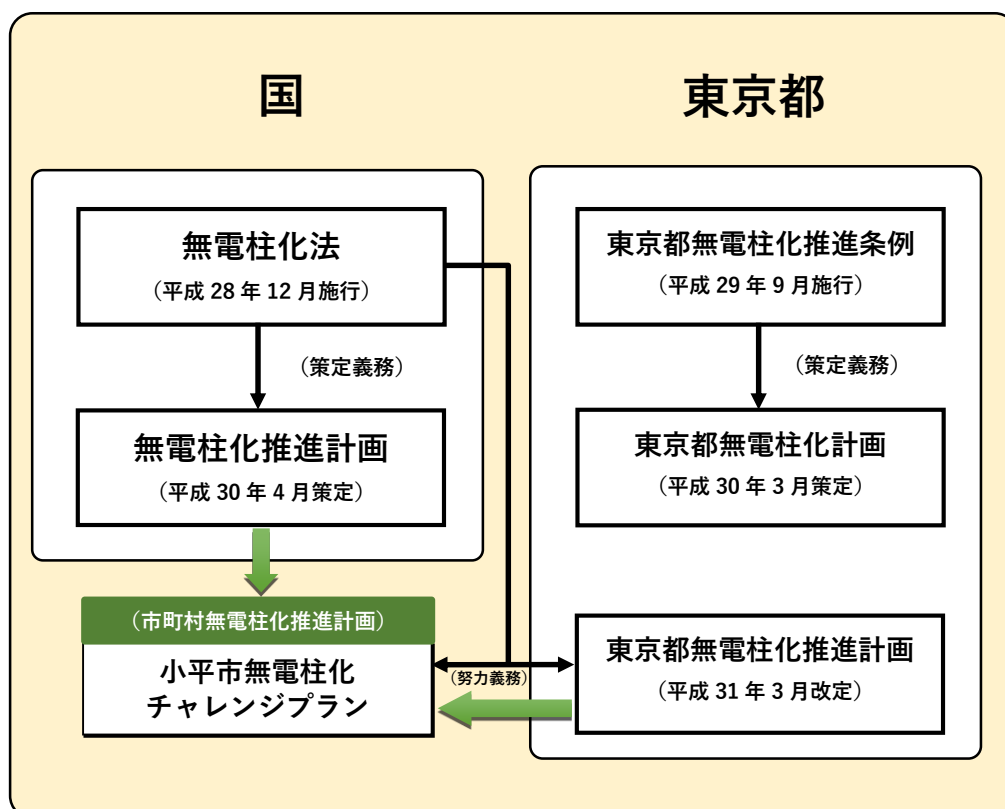 国
東京都
無電柱化法
（平成 28 年 12 月施行）
（策定義務）
無電柱化推進計画
（平成 30 年 4 月策定）
東京都無電柱化推進条例
（平成 29 年 9 月施行）
（策定義務）
東京都無電柱化計画
（平成 30 年 3 月策定）
（市町村無電柱化推進計画）
小平市無電柱化
チャレンジプラン
（努力義務）
東京都無電柱化推進計画
（平成 31 年 3 月改定）